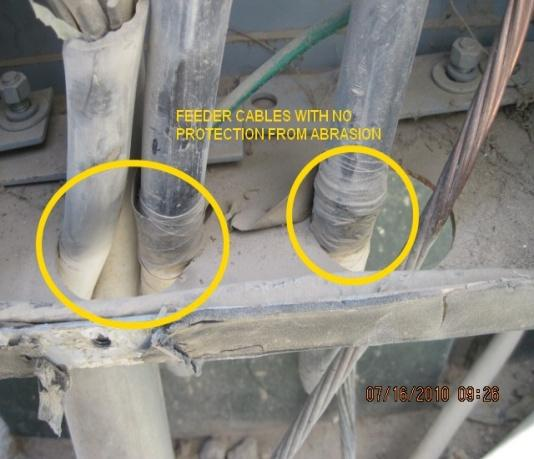 FEEDER CABLES WITH NO
PROTECTION FROM ABRASION
07/16/2010 09:26